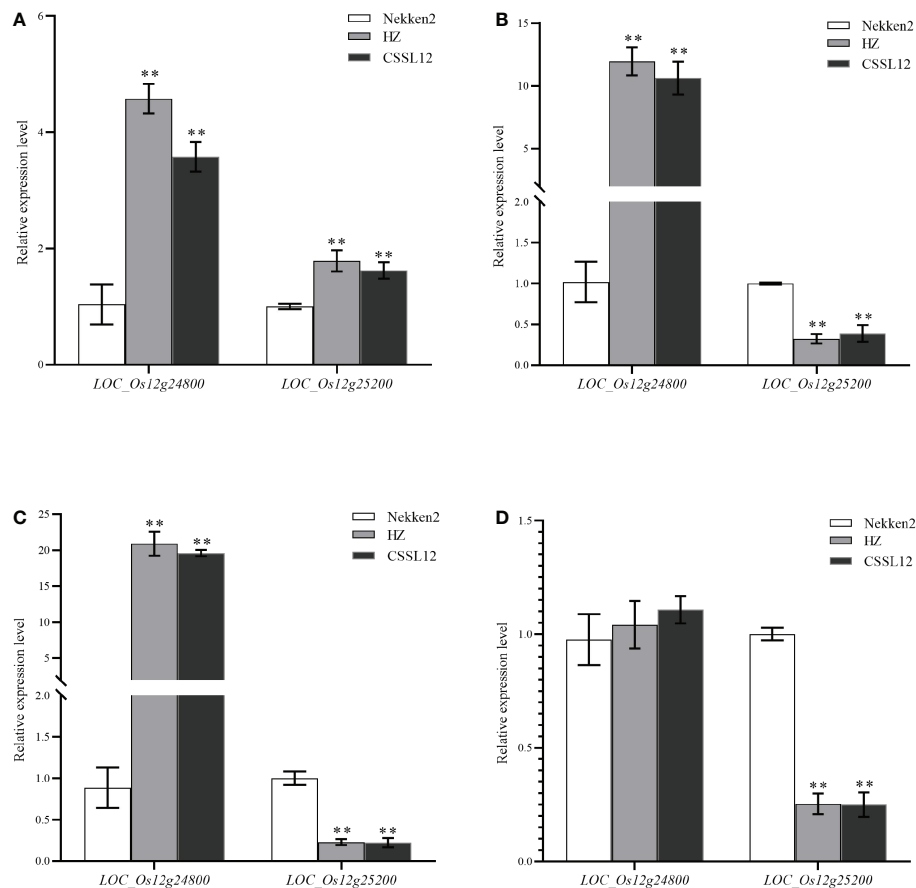 A
Nekken2
HZ
CSSL12
Relative expression level
6
4
2
0
**
**
**
**
LOC_Os12g24800
LOC_Os12g25200
B
Nekken2
HZ
CSSL12
Relative expression level
15
10
5
2.0
1.5
1.0
0.5
0.0
**
**
**
**
LOC_Os12g24800
LOC_Os12g25200
C
Nekken2
HZ
CSSL12
Relative expression level
25
20
15
10
5
2.0
1.5
1.0
0.5
0.0
**
**
**
**
LOC_Os12g24800
LOC_Os12g25200
D
Nekken2
HZ
CSSL12
Relative expression level
1.5
1.0
0.5
0.0
**
**
LOC_Os12g24800
LOC_Os12g25200